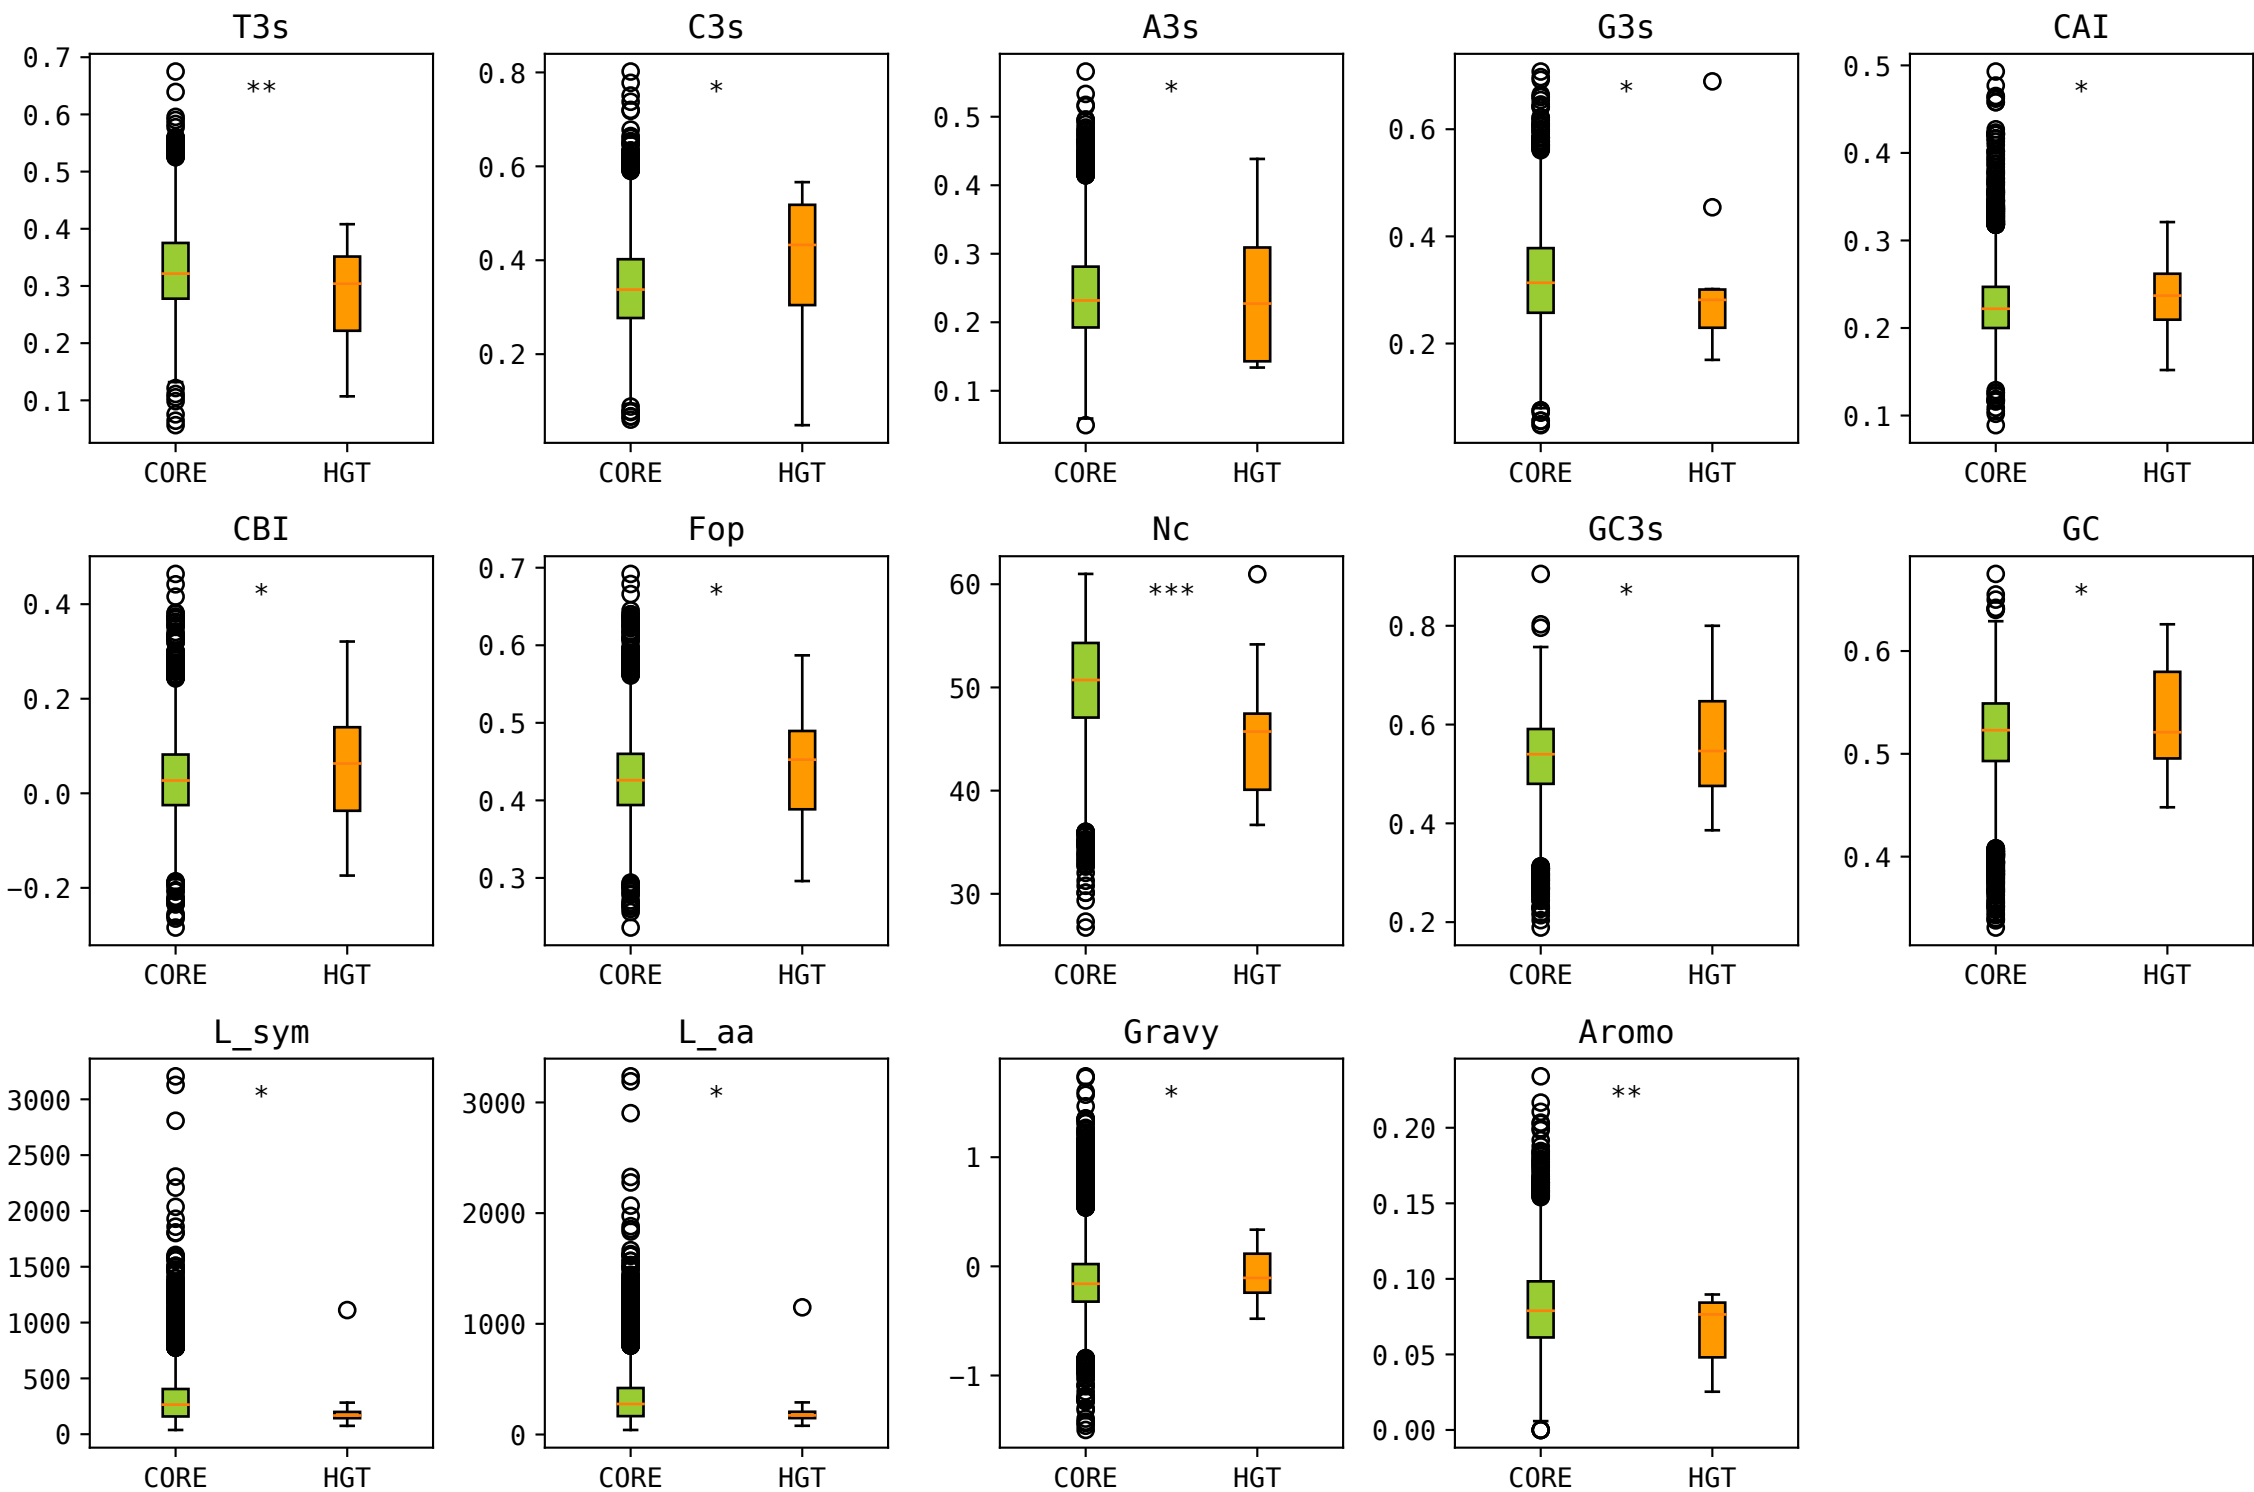 T3s
C3s
A3s
G3s
CAI
0.7
0.6
0.5
0.4
0.3
0.2
0.1
**
CORE
HGT
0.8
0.6
0.4
0.2
*
CORE
HGT
0.5
0.4
0.3
0.2
0.1
*
CORE
HGT
0.6
0.4
0.2
*
CORE
HGT
0.5
0.4
0.3
0.2
0.1
*
CORE
HGT
CBI
Fop
Nc
GC3s
GC
0.4
0.2
0.0
−0.2
*
CORE
HGT
0.7
0.6
0.5
0.4
0.3
*
CORE
HGT
60
50
40
30
***
CORE
HGT
0.8
0.6
0.4
0.2
*
CORE
HGT
0.6
0.5
0.4
*
CORE
HGT
L_sym
L_aa
Gravy
Aromo
3000
2500
2000
1500
1000
500
0
*
CORE
HGT
3000
2000
1000
0
*
CORE
HGT
1
0
−1
*
CORE
HGT
0.20
0.15
0.10
0.05
0.00
**
CORE
HGT